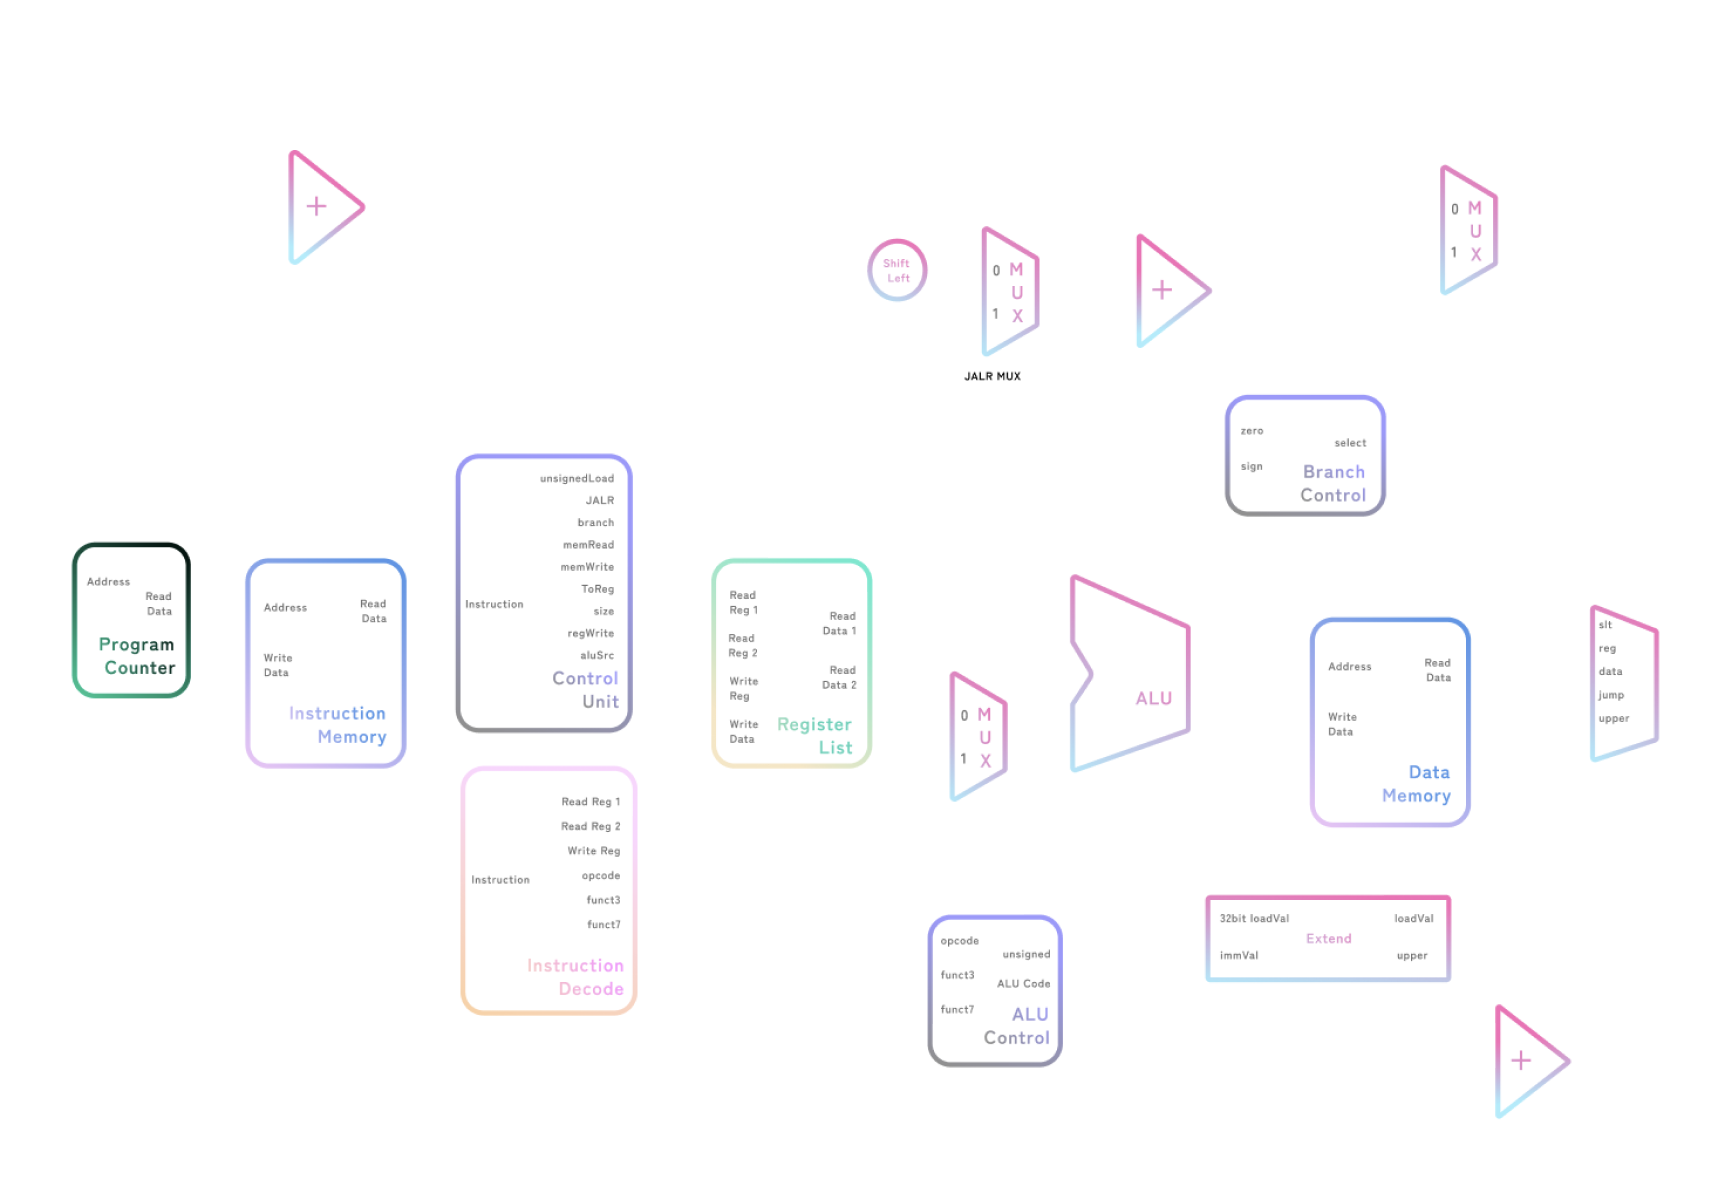 +
Shift
Left
0 M
U
1 X
JALR MUX
+
0 M
U
1 X
zero
sign
select
Branch
Control
Address
Read
Data
Program
Counter
Address
Write
Data
Read
Data
Instruction
Memory
Instruction
unsignedLoad
JALR
branch
memRead
memWrite
ToReg
size
regWrite
aluSrc
Control
Unit
Instruction
Read Reg 1
Read Reg 2
Write Reg
opcode
funct3
funct7
Instruction
Decode
Read
Reg 1
Read
Reg 2
Write
Reg
Write
Data
Read
Data 1
Read
Data 2
Register
List
0 M
U
1 X
ALU
opcode
funct3
funct7
unsigned
ALU Code
ALU
Control
Address
Write
Data
Read
Data
Data
Memory
slt
reg
data
jump
upper
32bit loadVal
immVal
Extend
loadVal
upper
+